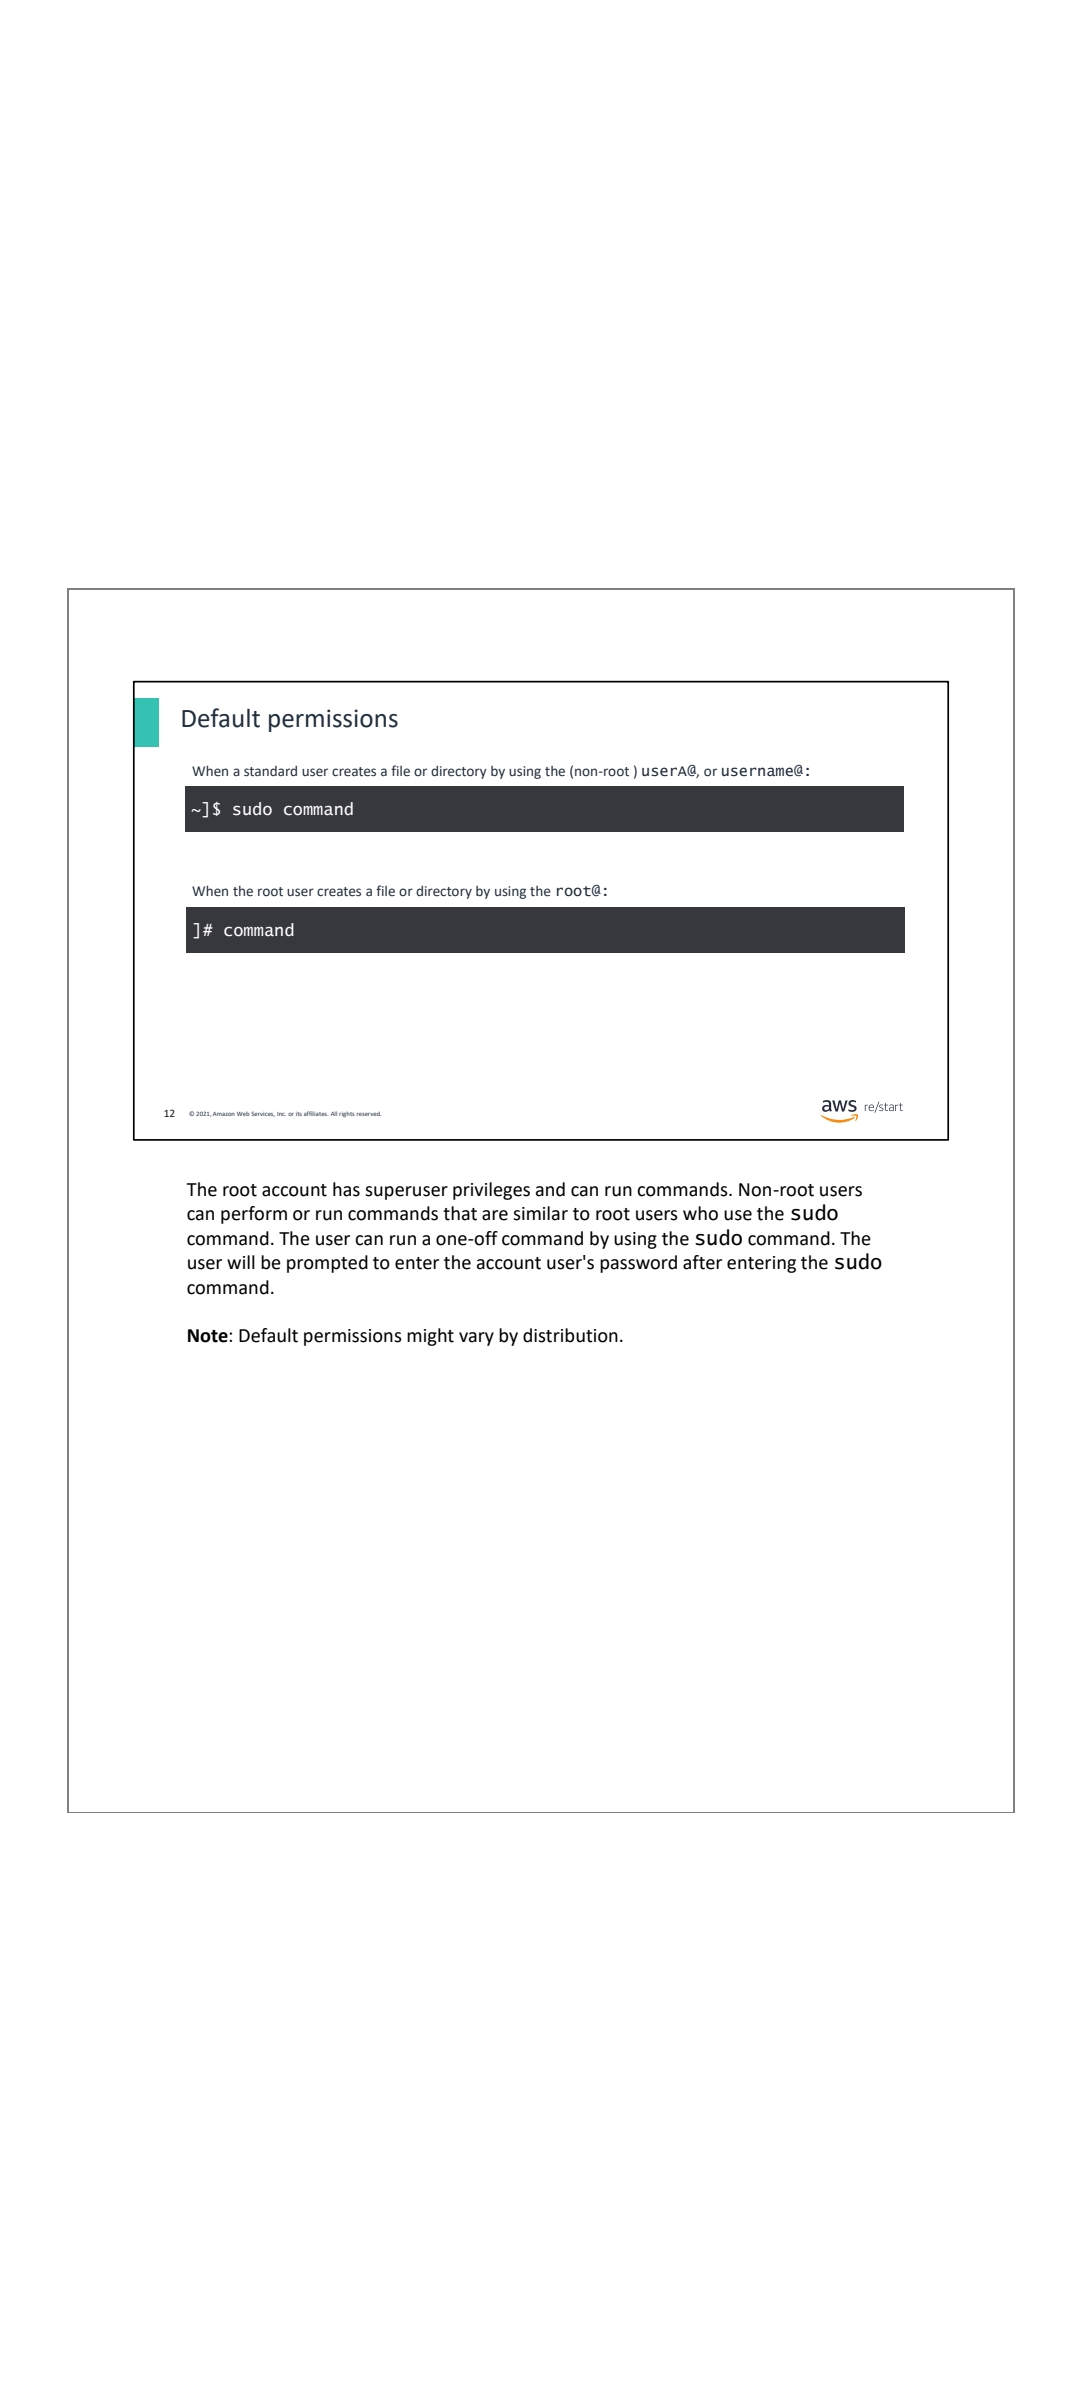 Default permissions
When a standard user creates a file or directory by using the (non-root ) userA@, or username@:
~]$ sudo command
When the root user creates a file or directory by using the root@:
]# command
12 © 2021, Amazon Web Services, Inc. or its affiliates. All rights reserved.
aws re/start
The root account has superuser privileges and can run commands. Non-root users
can perform or run commands that are similar to root users who use the sudo
command. The user can run a one-off command by using the sudo command. The
user will be prompted to enter the account user's password after entering the sudo
command.
Note: Default permissions might vary by distribution.